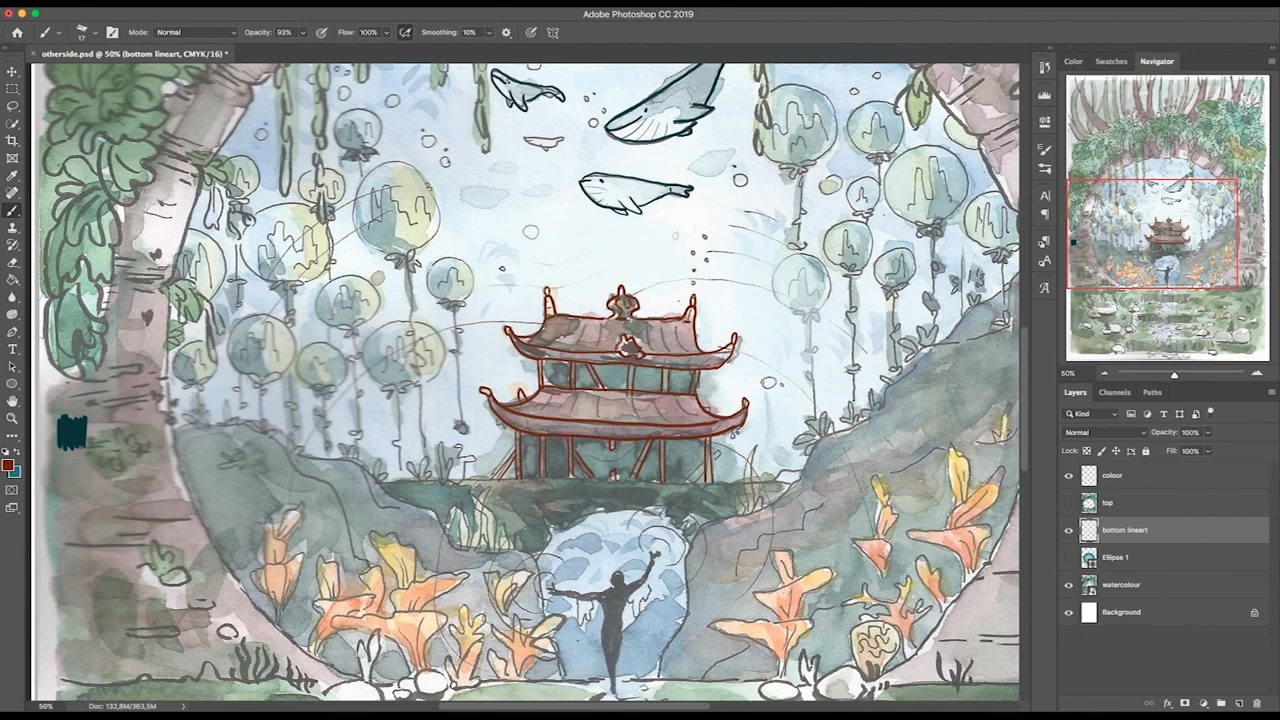 Adobe Photoshop CC 2019
17
Mode: Normal Opacity: 93% Flow: 100% Smoothing: 10%
× otherside.psd @ 50% (bottom lineart, CMYK/16) *
Color Swatches Navigator
50%
Layers Channels Paths
Kind
Normal Opacity: 100%
Lock: Fill: 100%
colour
top
bottom lineart
Ellipse 1
watercolour
Background
50% Doc: 132,8M/363,5M